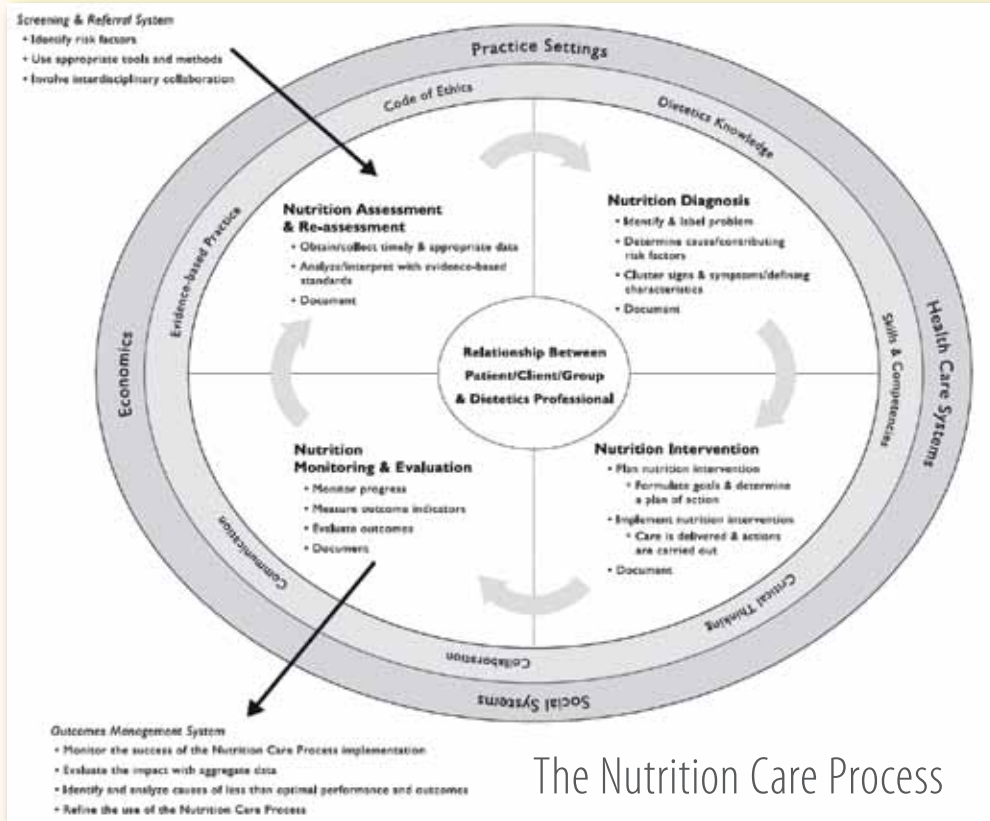 Screening & Referral System
• Identify risk factors
• Use appropriate tools and methods
• Involve interdisciplinary collaboration
Practice Settings
Code of Ethics
Dietetics Knowledge
Evidence-based Practice
Economics
Skills & Competencies
Health Care Systems
Nutrition Assessment
& Re-assessment
• Obtain/collect timely & appropriate data
• Analyze/interpret with evidence-based
standards
• Document
Nutrition Diagnosis
• Identify & label problem
• Determine cause/contributing
risk factors
• Cluster signs & symptoms/defining
characteristics
• Document
Relationship Between
Patient/Client/Group
& Dietetics Professional
Nutrition
Monitoring & Evaluation
• Monitor progress
• Measure outcome indicators
• Evaluate outcomes
• Document
Nutrition Intervention
• Plan nutrition intervention
• Formulate goals & determine
a plan of action
• Implement nutrition intervention
• Care is delivered & actions
are carried out
• Document
Communication
Critical Thinking
Collaboration
Social Systems
Outcomes Management System
• Monitor the success of the Nutrition Care Process implementation
• Evaluate the impact with aggregate data
• Identify and analyze causes of less than optimal performance and outcomes
• Refine the use of the Nutrition Care Process
The Nutrition Care Process